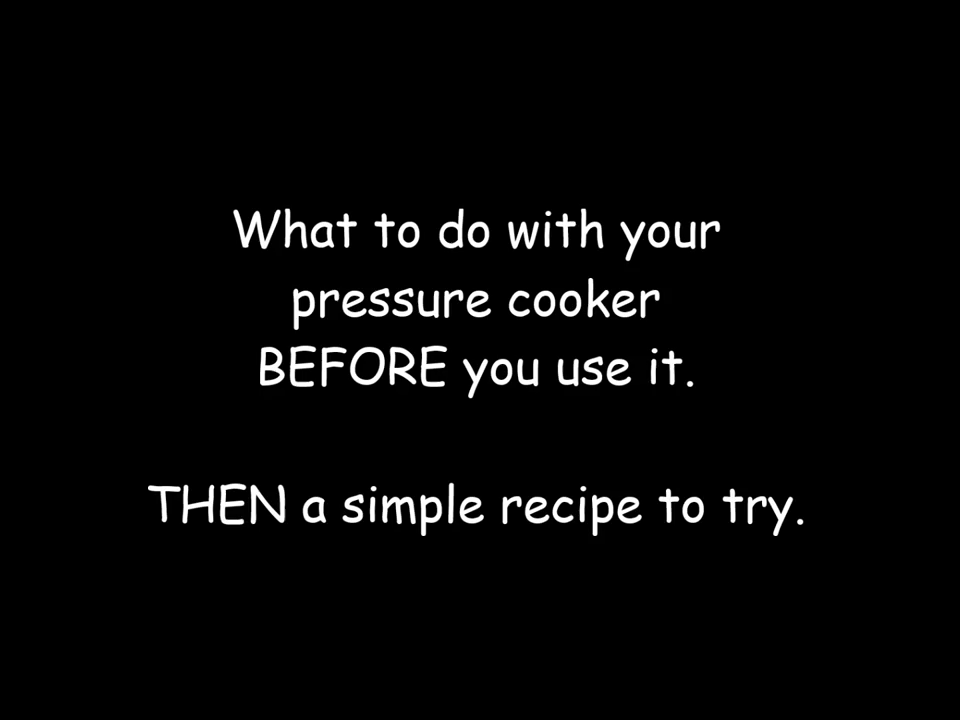 What to do with your
pressure cooker
BEFORE you use it.
THEN a simple recipe to try.